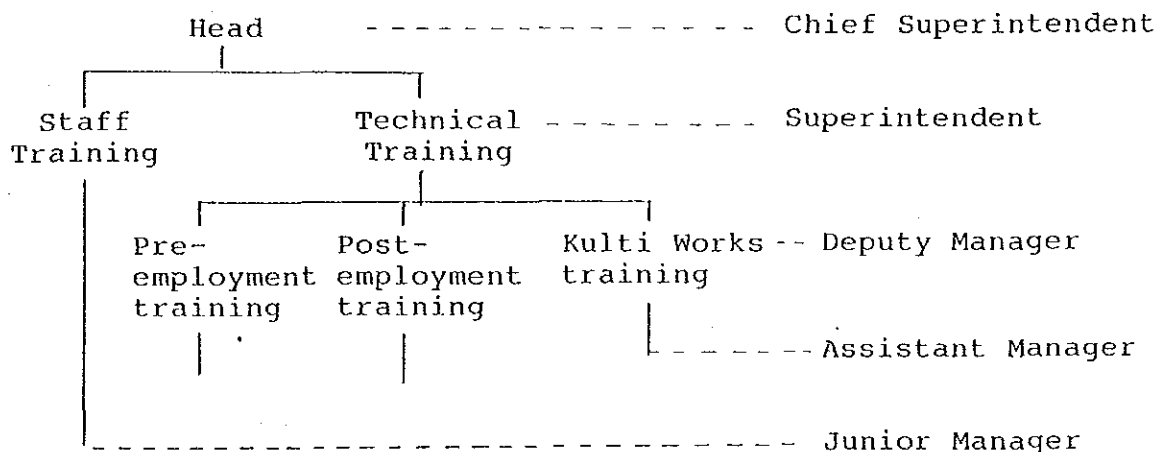 Head Chief Superintendent
Staff Training
Technical Training
Superintendent
Pre-
employment
training
Post-
employment
training
Kulti Works
training
Deputy Manager
Assistant Manager
Junior Manager